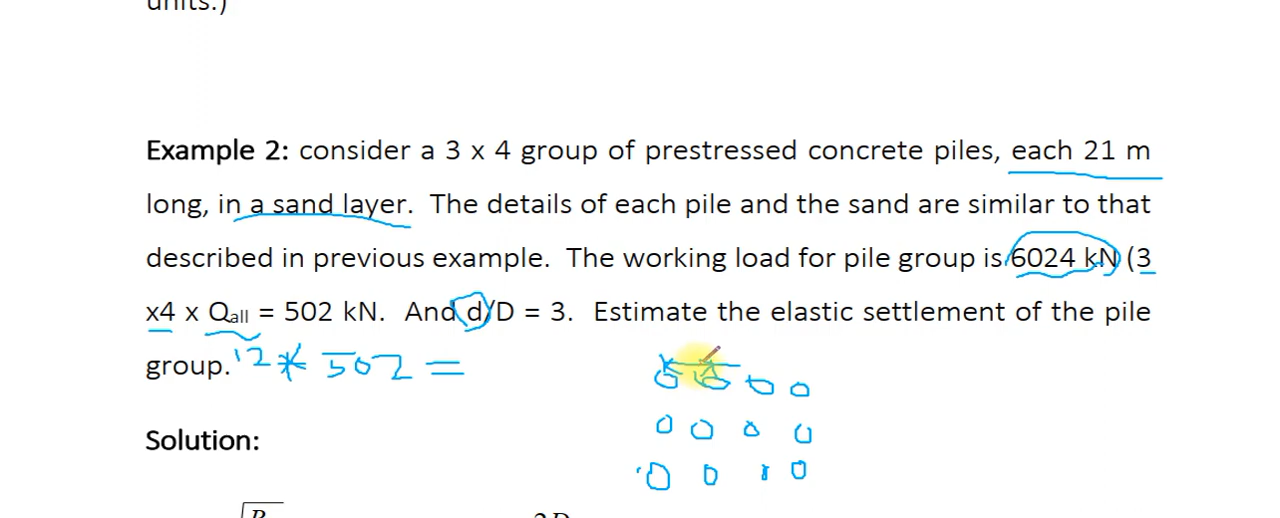 units.)
Example 2: consider a 3 x 4 group of prestressed concrete piles, each 21 m
long, in a sand layer. The details of each pile and the sand are similar to that
described in previous example. The working load for pile group is 6024 kN (3
x4 x Qall = 502 kN. And d/D = 3. Estimate the elastic settlement of the pile
group. 12 * 502 =
Solution: